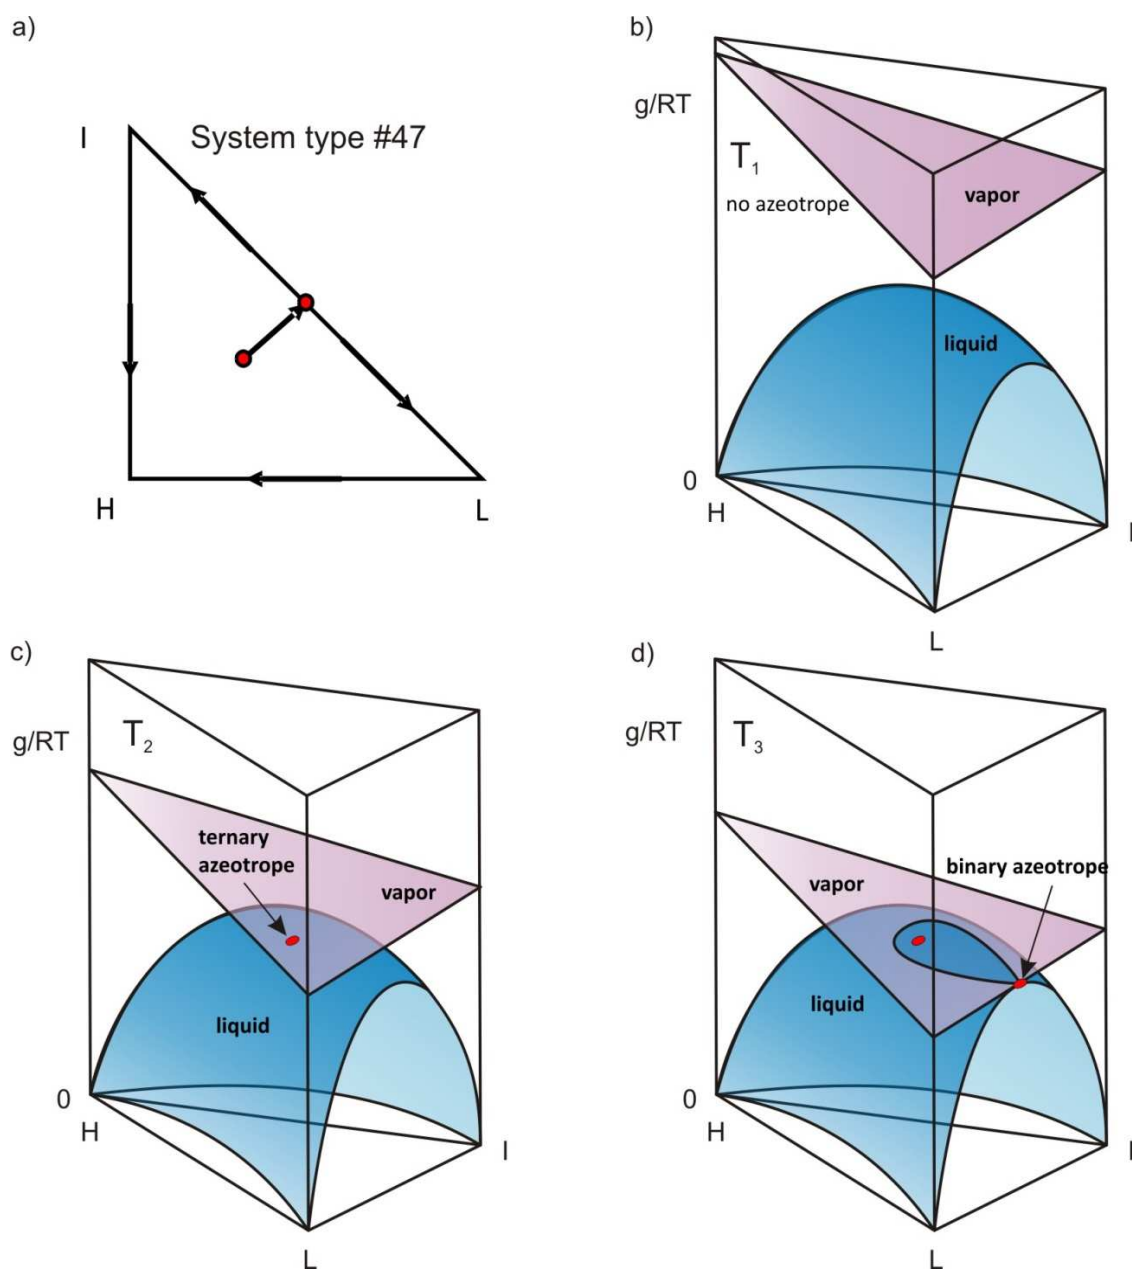 a)
I
System type #47
H
L
b)
g/RT
T1
no azeotrope
vapor
liquid
0
H
I
L
c)
g/RT
T2
ternary
azeotrope
vapor
liquid
0
H
I
L
d)
g/RT
T3
binary azeotrope
vapor
liquid
0
H
I
L